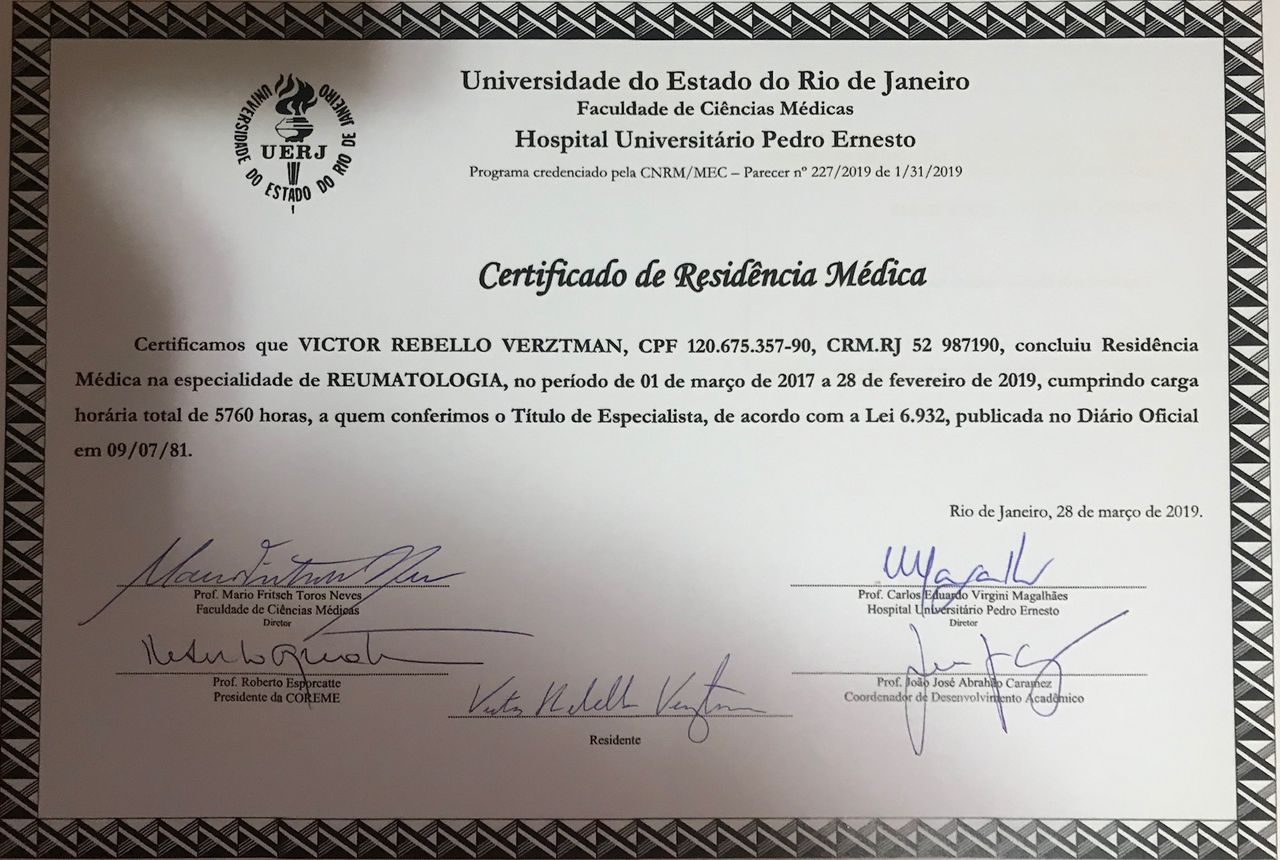 UNIVERSIDADE DO ESTADO DO RIO DE JANEIRO
UERJ
Universidade do Estado do Rio de Janeiro
Faculdade de Ciências Médicas
Hospital Universitário Pedro Ernesto
Programa credenciado pela CNRM/MEC – Parecer nº 227/2019 de 1/31/2019
Certificado de Residência Médica
Certificamos que VICTOR REBELLO VERZTMAN, CPF 120.675.357-90, CRM.RJ 52 987190, concluiu Residência
Médica na especialidade de REUMATOLOGIA, no período de 01 de março de 2017 a 28 de fevereiro de 2019, cumprindo carga
horária total de 5760 horas, a quem conferimos o Título de Especialista, de acordo com a Lei 6.932, publicada no Diário Oficial
em 09/07/81.
Rio de Janeiro, 28 de março de 2019.
Prof. Mario Fritsch Toros Neves
Faculdade de Ciências Médicas
Diretor
Prof. Carlos Eduardo Virgini Magalhães
Hospital Universitário Pedro Ernesto
Diretor
Prof. Roberto Esporcatte
Presidente da COREME
Prof. João José Abrahão Caramez
Coordenador de Desenvolvimento Acadêmico
Victor Rebello Verztman
Residente